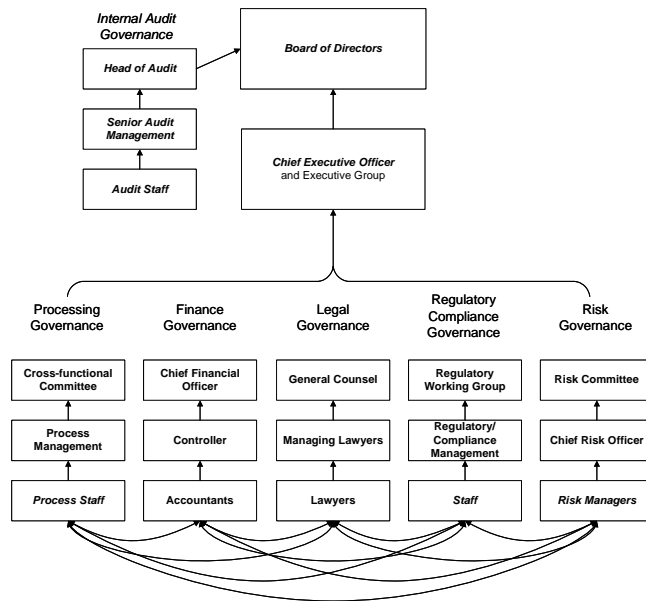 Internal Audit
Governance
Head of Audit
Board of Directors
Senior Audit
Management
Audit Staff
Chief Executive Officer
and Executive Group
Processing
Governance
Finance
Governance
Legal
Governance
Regulatory
Compliance
Governance
Risk
Governance
Cross-functional
Committee
Chief Financial
Officer
General Counsel
Regulatory
Working Group
Risk Committee
Process
Management
Controller
Managing Lawyers
Regulatory/
Compliance
Management
Chief Risk Officer
Process Staff
Accountants
Lawyers
Staff
Risk Managers